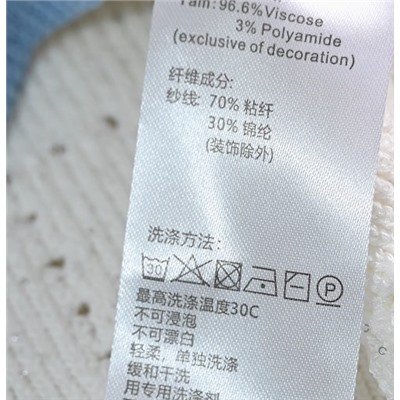 Yarn: 96.6%Viscose
3% Polyamide
(exclusive of decoration)
纤维成分:
纱线: 70% 粘纤
30% 锦纶
(装饰除外)
洗涤方法:
30 P
最高洗涤温度30C
不可浸泡
不可漂白
轻柔，单独洗涤
缓和干洗
用专用洗涤剂